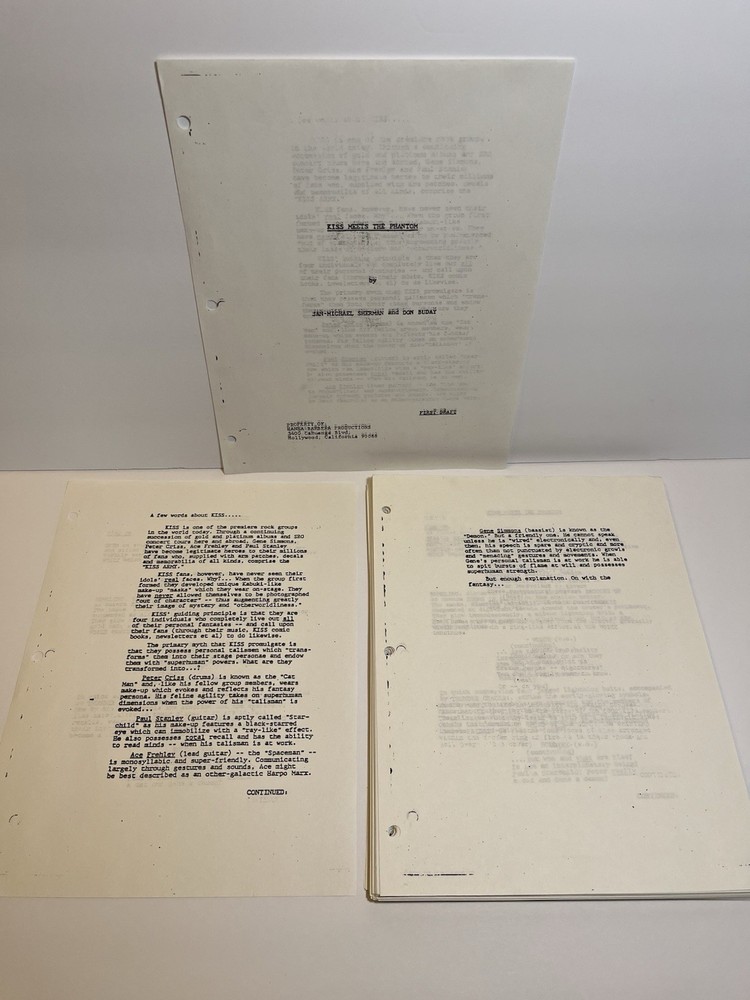 KISS MEETS THE PHANTOM
by
JAN-MICHAEL SHERMAN and DON BUDAY
FIRST DRAFT
PROPERTY OF:
HANNA-BARBERA PRODUCTIONS
3400 Cahuenga Blvd.
Hollywood, California 90068
A few words about KISS.....
KISS is one of the premiere rock groups
in the world today. Through a continuing
succession of gold and platinum albums and SRO
concert tours here and abroad, Gene Simmons,
Peter Criss, Ace Frehley and Paul Stanley
have become legitimate heroes to their millions
of fans who, supplied with arm patches, decals
and memorabilia of all kinds, comprise the
"KISS ARMY."
KISS fans, however, have never seen their
idols' real faces. Why?... When the group first
formed they developed unique Kabuki-like
make-up "masks" which they wear on-stage. They
have never allowed themselves to be photographed
"out of character" -- thus augmenting greatly
their image of mystery and "otherworldliness."
KISS' guiding principle is that they are
four individuals who completely live out all
of their personal fantasies -- and call upon
their fans (through their music, KISS comic
books, newsletters et al) to do likewise.
The primary myth that KISS promulgates is
that they possess personal talismen which "trans-
forms" them into their stage personae and endow
them with "superhuman" powers. What are they
transformed into...?
Peter Criss (drums) is known as the "Cat
Man" and, like his fellow group members, wears
make-up which evokes and reflects his fantasy
persona. His feline agility takes on superhuman
dimensions when the power of his "talisman" is
evoked...
Paul Stanley (guitar) is aptly called "Star-
child" as his make-up features a black-starred
eye which can immobilize with a "ray-like" effect.
He also possesses total recall and has the ability
to read minds -- when his talisman is at work.
Ace Frehley (lead guitar) -- the "Spaceman" --
is monosyllabic and super-friendly. Communicating
largely through gestures and sounds, Ace might
be best described as an other-galactic Harpo Marx.
CONTINUED:
Gene Simmons (bassist) is known as the
"Demon." But a friendly one. He cannot speak
unless he is "wired" electronically and, even
then, his speech is spare and cryptic and more
often than not punctuated by electronic growls
and "menacing" gestures and movements. When
Gene's personal talisman is at work he is able
to spit bursts of flame at will and possesses
superhuman strength.
But enough explanation. On with the
fantasy...